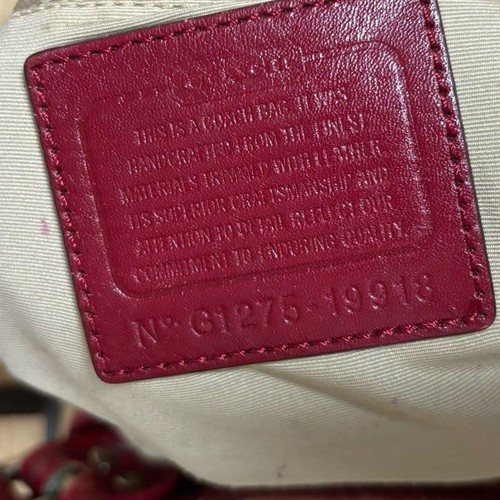 THIS IS A COACH BAG. IT WAS
HANDCRAFTED FROM THE FINEST
MATERIALS TRIMMED WITH LEATHER
ITS SUPERIOR CRAFTSMANSHIP AND
ATTENTION TO DETAIL REFLECT OUR
COMMITMENT TO ENDURING QUALITY.
Nº G1275-19918